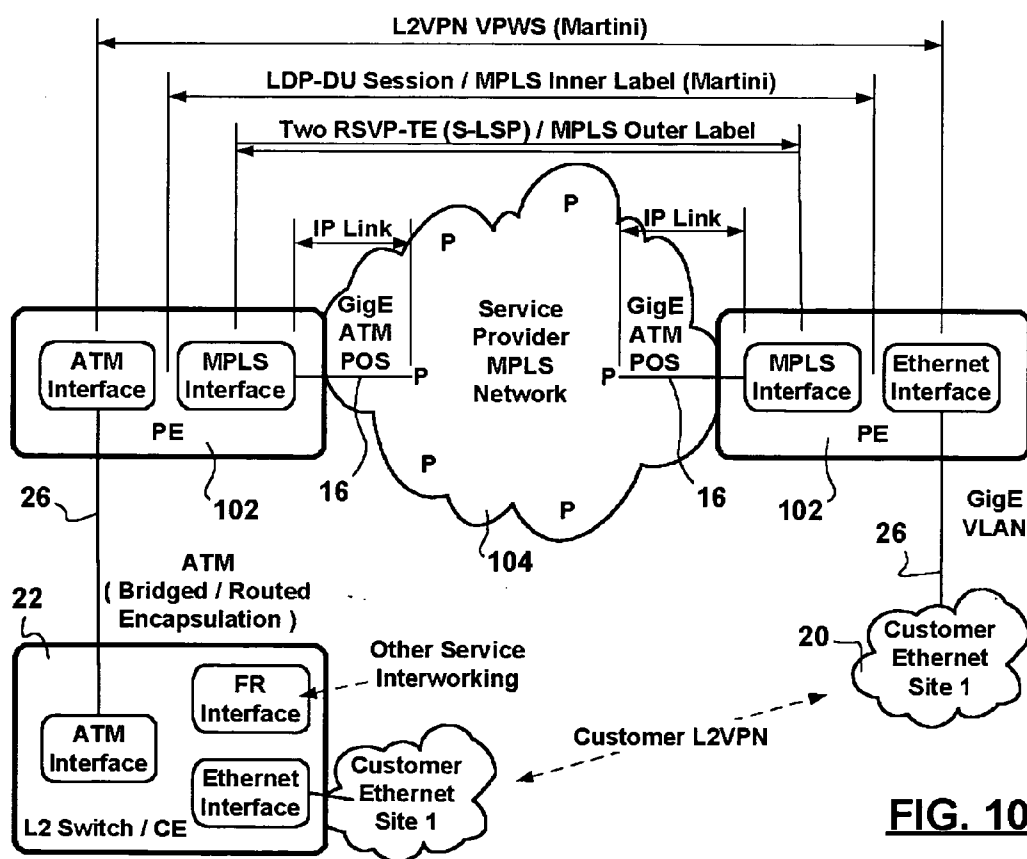 L2VPN VPWS (Martini)
LDP-DU Session / MPLS Inner Label (Martini)
Two RSVP-TE (S-LSP) / MPLS Outer Label
IP Link
P
P
P
IP Link
GigE
ATM
POS
Service
Provider
MPLS
Network
GigE
ATM
POS
ATM
Interface
MPLS
Interface
P
P
MPLS
Interface
Ethernet
Interface
PE
PE
P
P
26
102
16
104
16
102
GigE
VLAN
26
ATM
( Bridged / Routed
Encapsulation )
22
20
Customer
Ethernet
Site 1
Other Service
Interworking
FR
Interface
ATM
Interface
Customer L2VPN
Ethernet
Interface
Customer
Ethernet
Site 1
L2 Switch / CE
FIG. 10